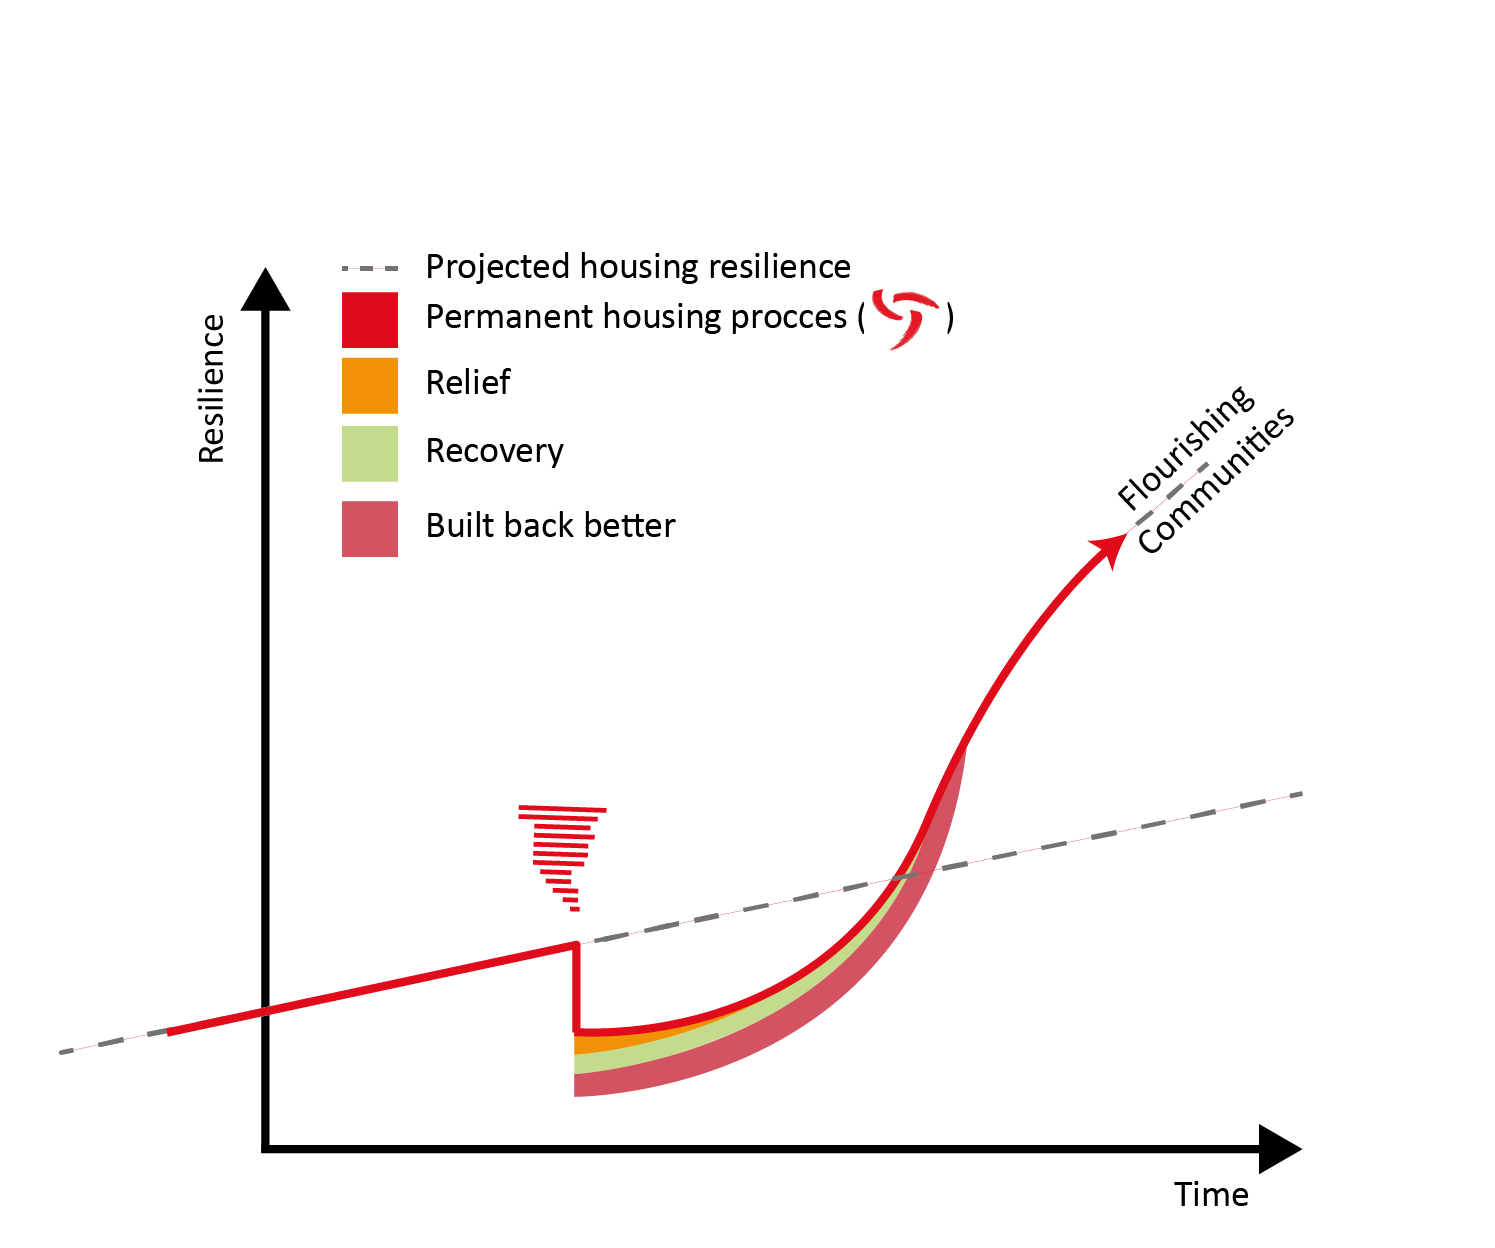 Projected housing resilience
Permanent housing procces ( )
Relief
Recovery
Built back better
Resilience
Flourishing
Communities
Time